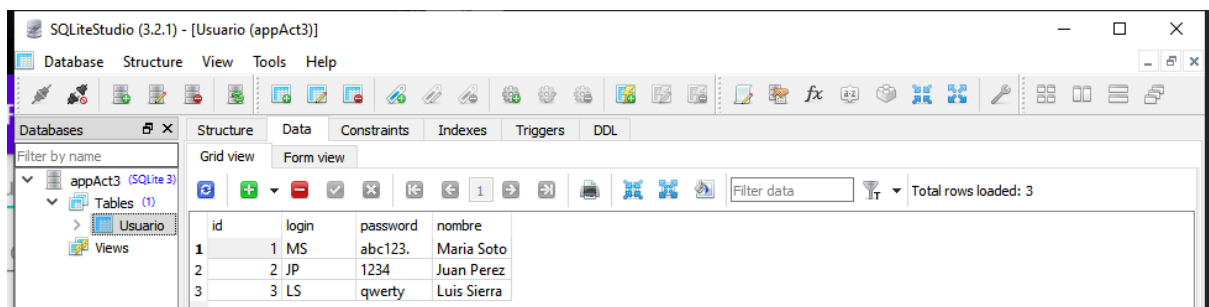 SQLiteStudio (3.2.1) - [Usuario (appAct3)]
Database Structure View Tools Help
Databases
Structure Data Constraints Indexes Triggers DDL
Filter by name
Grid view Form view
appAct3 (SQLite 3)
Tables (1)
Usuario
Views
1
Filter data
Total rows loaded: 3
id login password nombre
1 1 MS abc123. Maria Soto
2 2 JP 1234 Juan Perez
3 3 LS qwerty Luis Sierra